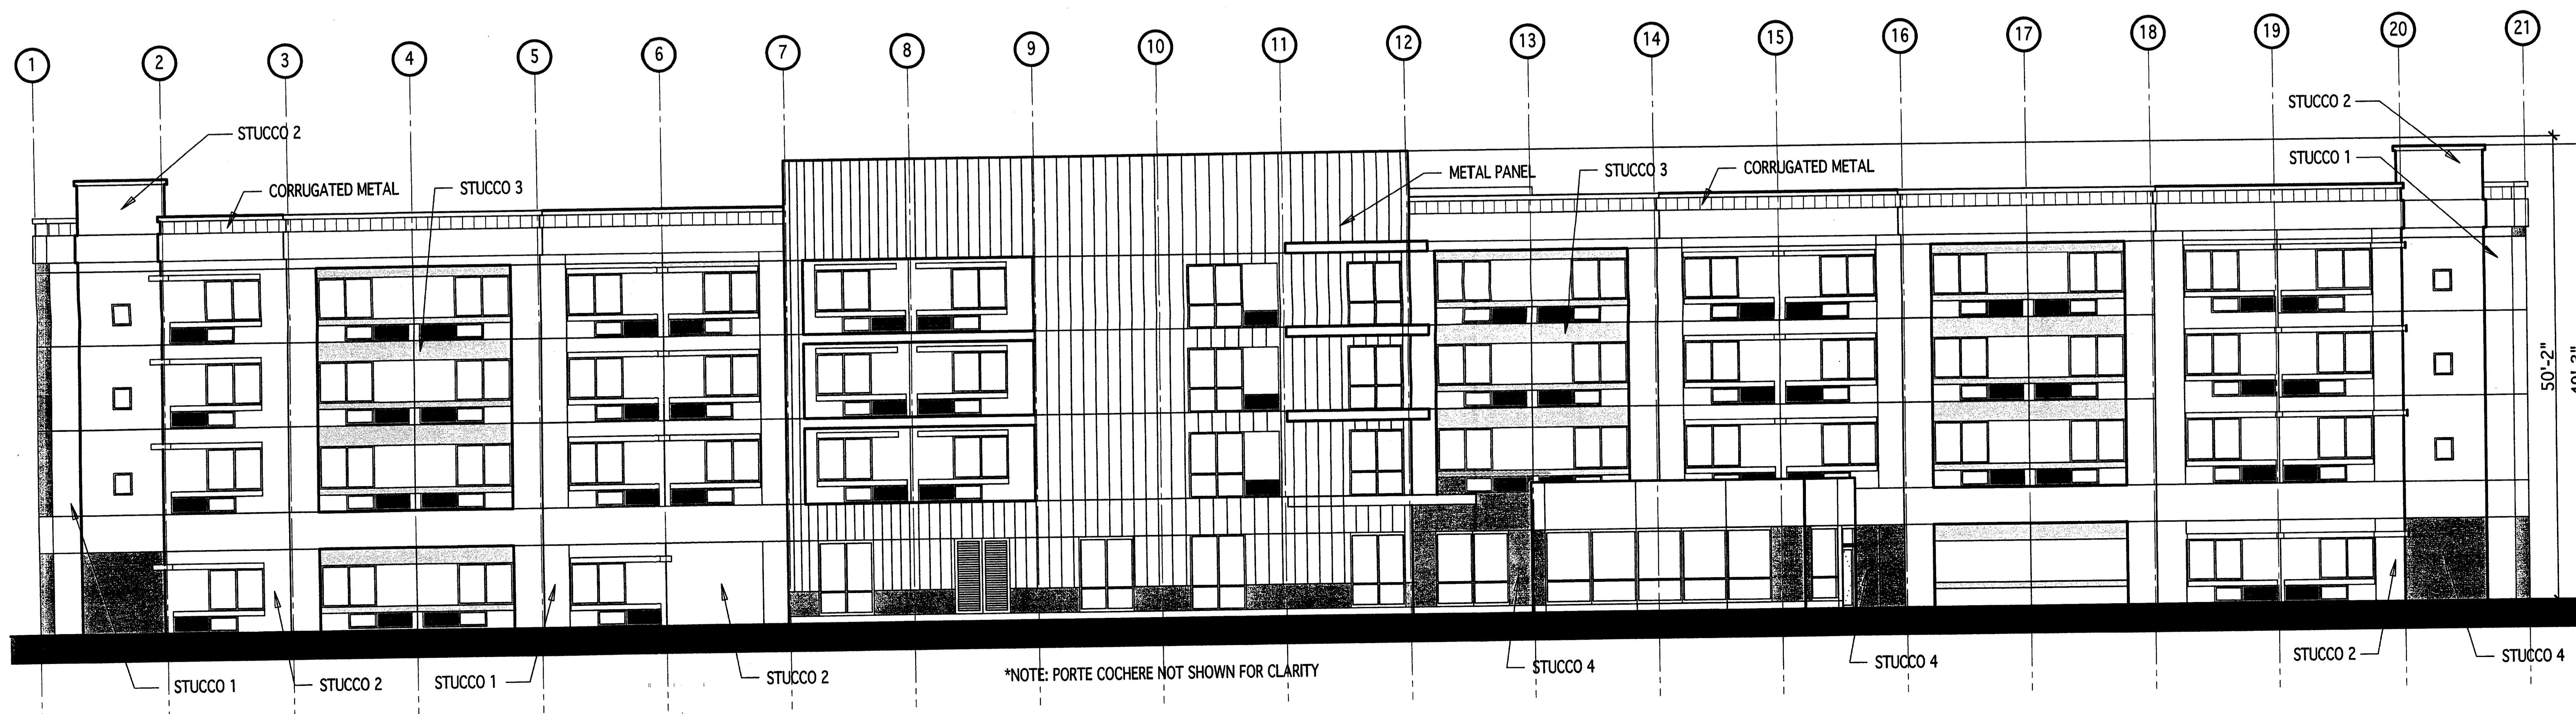 1 2 3 4 5 6 7 8 9 10 11 12 13 14 15 16 17 18 19 20 21
STUCCO 2
STUCCO 2
CORRUGATED METAL
STUCCO 3
METAL PANEL
STUCCO 3
CORRUGATED METAL
STUCCO 1
50'-2"
STUCCO 1
STUCCO 2
STUCCO 1
STUCCO 2
*NOTE: PORTE COCHERE NOT SHOWN FOR CLARITY
STUCCO 4
STUCCO 4
STUCCO 2
STUCCO 4